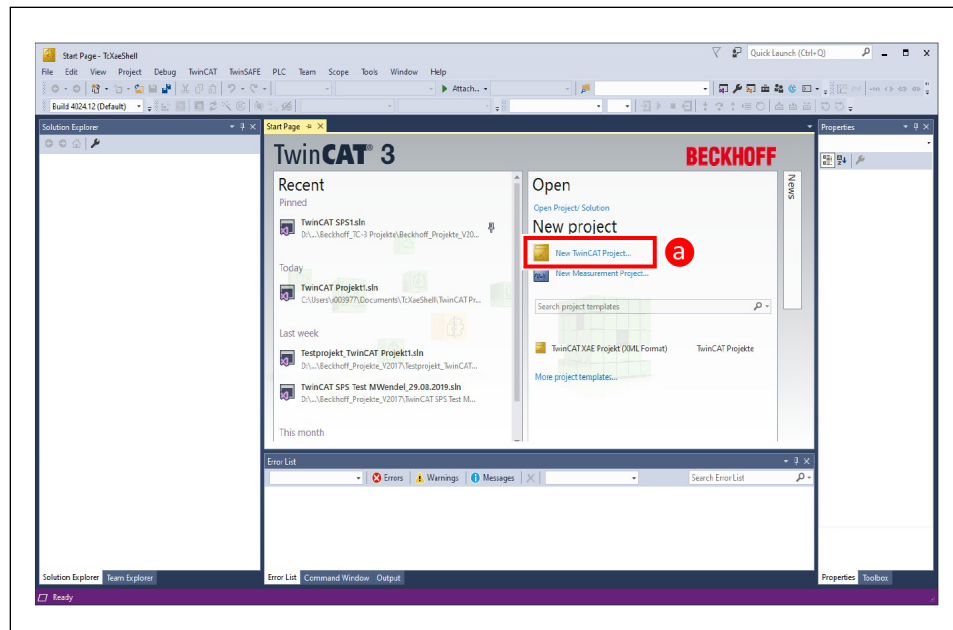 Start Page - TcXaeShell
Quick Launch (Ctrl+Q)
File Edit View Project Debug TwinCAT TwinSAFE PLC Team Scope Tools Window Help
Attach...
Build 4024.12 (Default)
Solution Explorer
Start Page
Properties
TwinCAT® 3
BECKHOFF
News
Recent
Pinned
TwinCAT SPS1.sln
D:\...\Beckhoff_TC-3 Projekte\Beckhoff_Projekte_V20...
Today
TwinCAT Projekt1.sln
C:\Users\r003977\Documents\TcXaeShell\TwinCAT Pr...
Last week
Testprojekt_TwinCAT Projekt1.sln
D:\...\Beckhoff_Projekte_V2017\Testprojekt_TwinCAT...
TwinCAT SPS Test MWendel_29.08.2019.sln
D:\...\Beckhoff_Projekte_V2017\TwinCAT SPS Test M...
This month
Open
Open Project/ Solution
New project
New TwinCAT Project...
a
New Measurement Project...
Search project templates
TwinCAT XAE Projekt (XML Format) TwinCAT Projekte
More project templates...
Error List
Errors Warnings Messages
Search Error List
Solution Explorer Team Explorer
Error List Command Window Output
Properties Toolbox
Ready